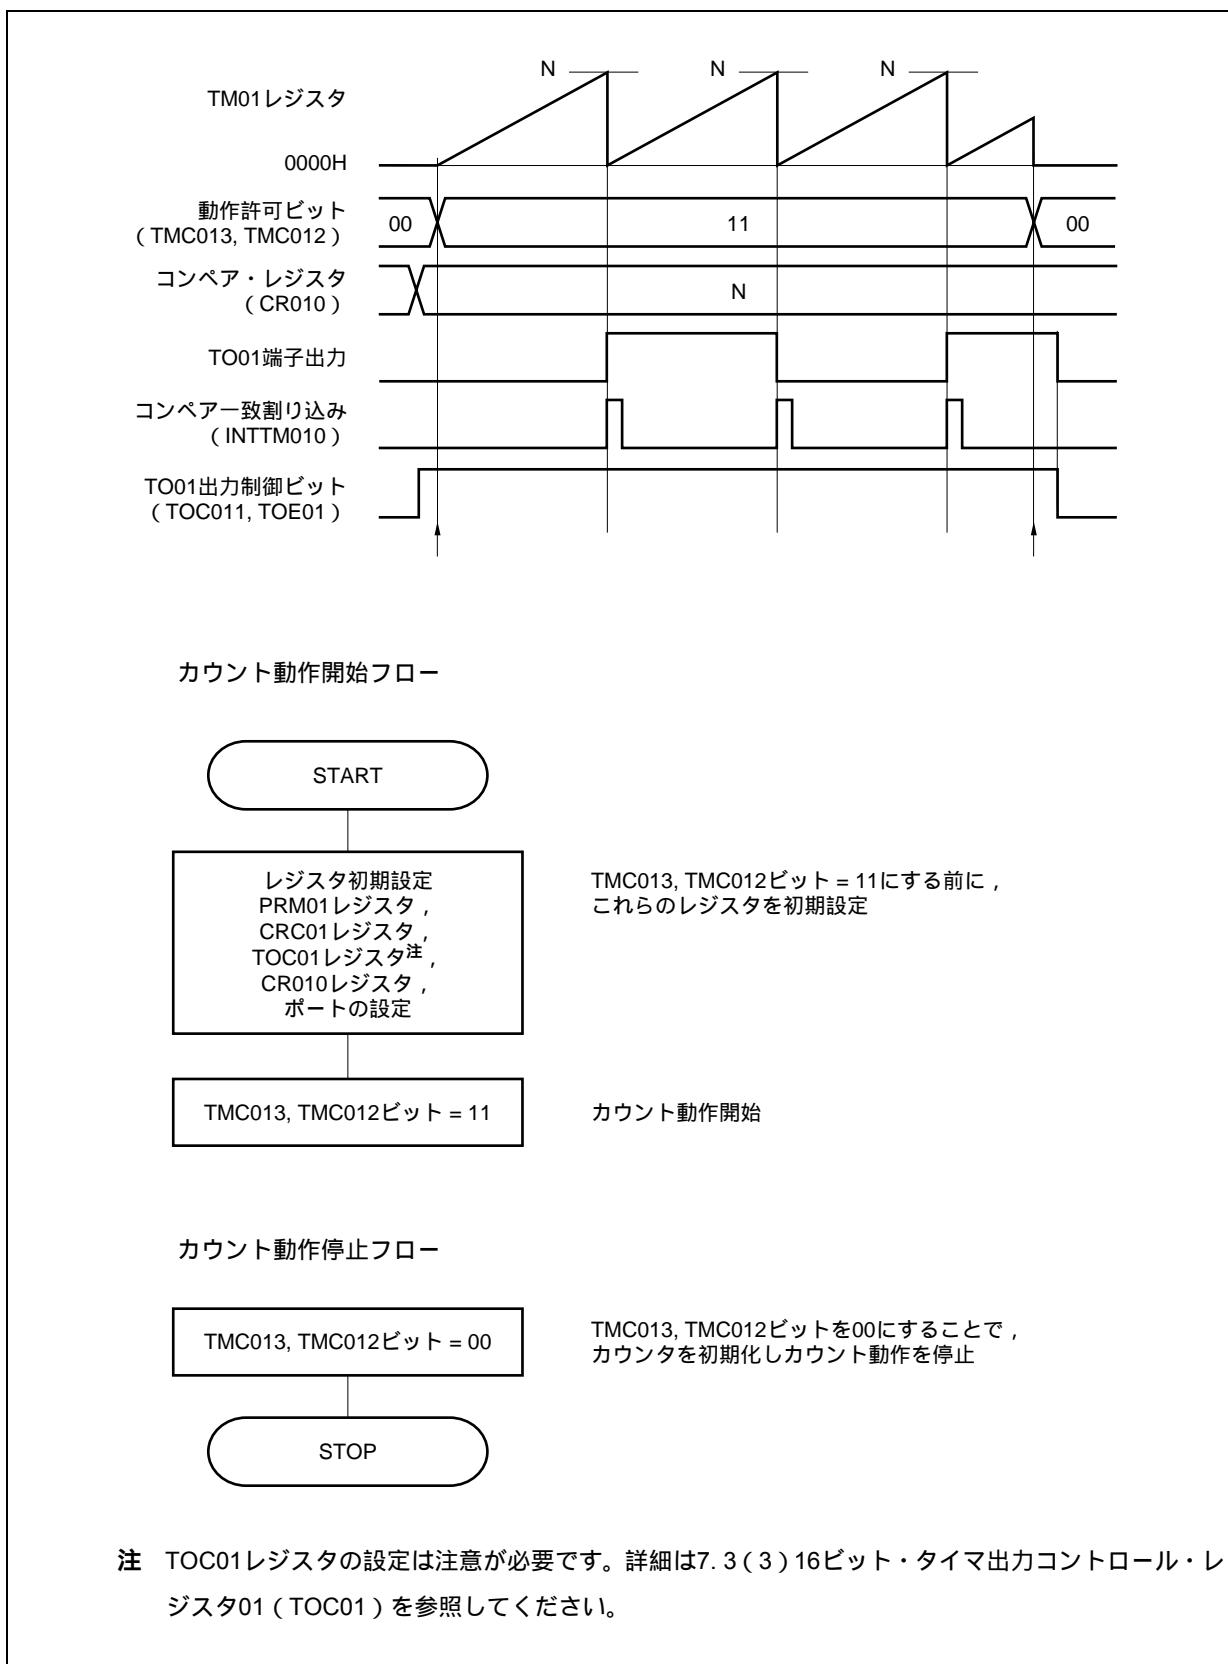 N N N
TM01レジスタ
0000H
動作許可ビット
（TMC013, TMC012）
00 11 00
コンペア・レジスタ
（CR010）
N
TO01端子出力
コンペア一致割り込み
（INTTM010）
TO01出力制御ビット
（TOC011, TOE01）
カウント動作開始フロー
START
レジスタ初期設定
PRM01レジスタ，
CRC01レジスタ，
TOC01レジスタ注，
CR010レジスタ，
ポートの設定
TMC013, TMC012ビット = 11にする前に，
これらのレジスタを初期設定
TMC013, TMC012ビット = 11
カウント動作開始
カウント動作停止フロー
TMC013, TMC012ビット = 00
TMC013, TMC012ビットを00にすることで，
カウンタを初期化しカウント動作を停止
STOP
注 TOC01レジスタの設定は注意が必要です。詳細は7. 3（3）16ビット・タイマ出力コントロール・レ
ジスタ01（TOC01）を参照してください。